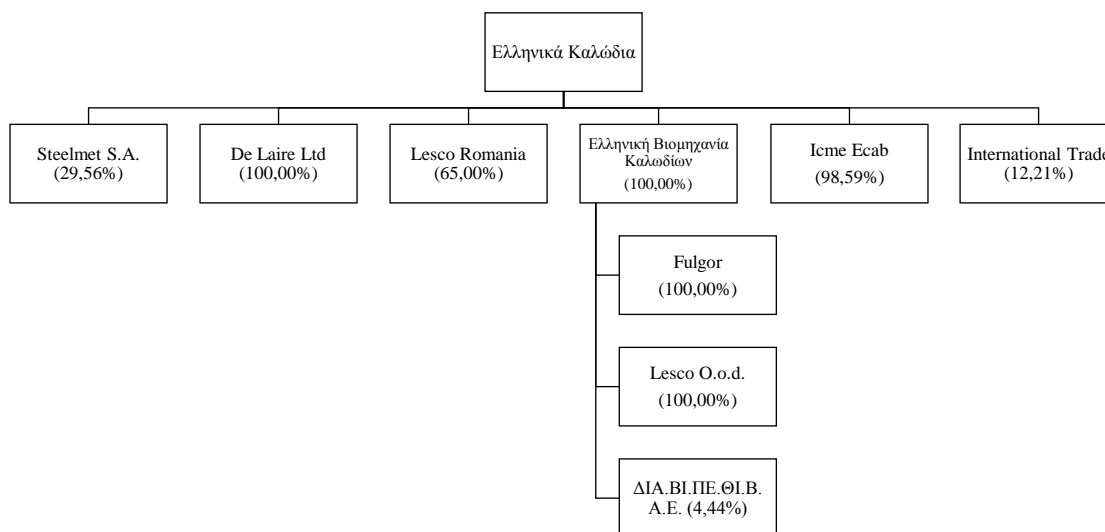 Ελληνικά Καλώδια
Steelmet S.A.
(29,56%)
De Laire Ltd
(100,00%)
Lesco Romania
(65,00%)
Ελληνική Βιομηχανία
Καλωδίων
(100,00%)
Icme Ecab
(98,59%)
International Trade
(12,21%)
Fulgor
(100,00%)
Lesco O.o.d.
(100,00%)
ΔΙΑ.ΒΙ.ΠΕ.ΘΙ.Β.
Α.Ε. (4,44%)